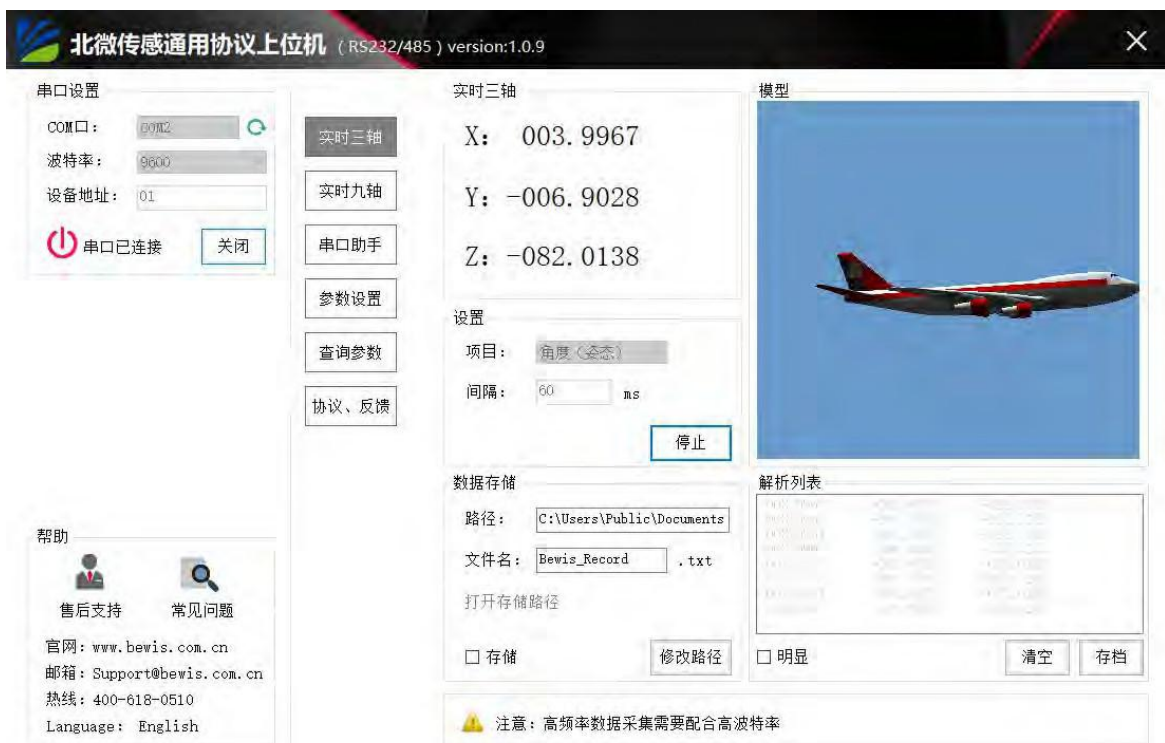 北微传感通用协议上位机 (RS232/485) version:1.0.9
串口设置
COM口: COM2
波特率: 9600
设备地址: 01
串口已连接 关闭
实时三轴
实时九轴
串口助手
参数设置
查询参数
协议、反馈
实时三轴
X: 003.9967
Y: -006.9028
Z: -082.0138
设置
项目: 角度(姿态)
间隔: 60 ms
停止
数据存储
路径: C:\Users\Public\Documents
文件名: Bewis_Record .txt
打开存储路径
存储 修改路径
模型
解析列表
明显 清空 存档
帮助
售后支持 常见问题
官网: www.bewis.com.cn
邮箱: Support@bewis.com.cn
热线: 400-618-0510
Language: English
注意: 高频率数据采集需要配合高波特率